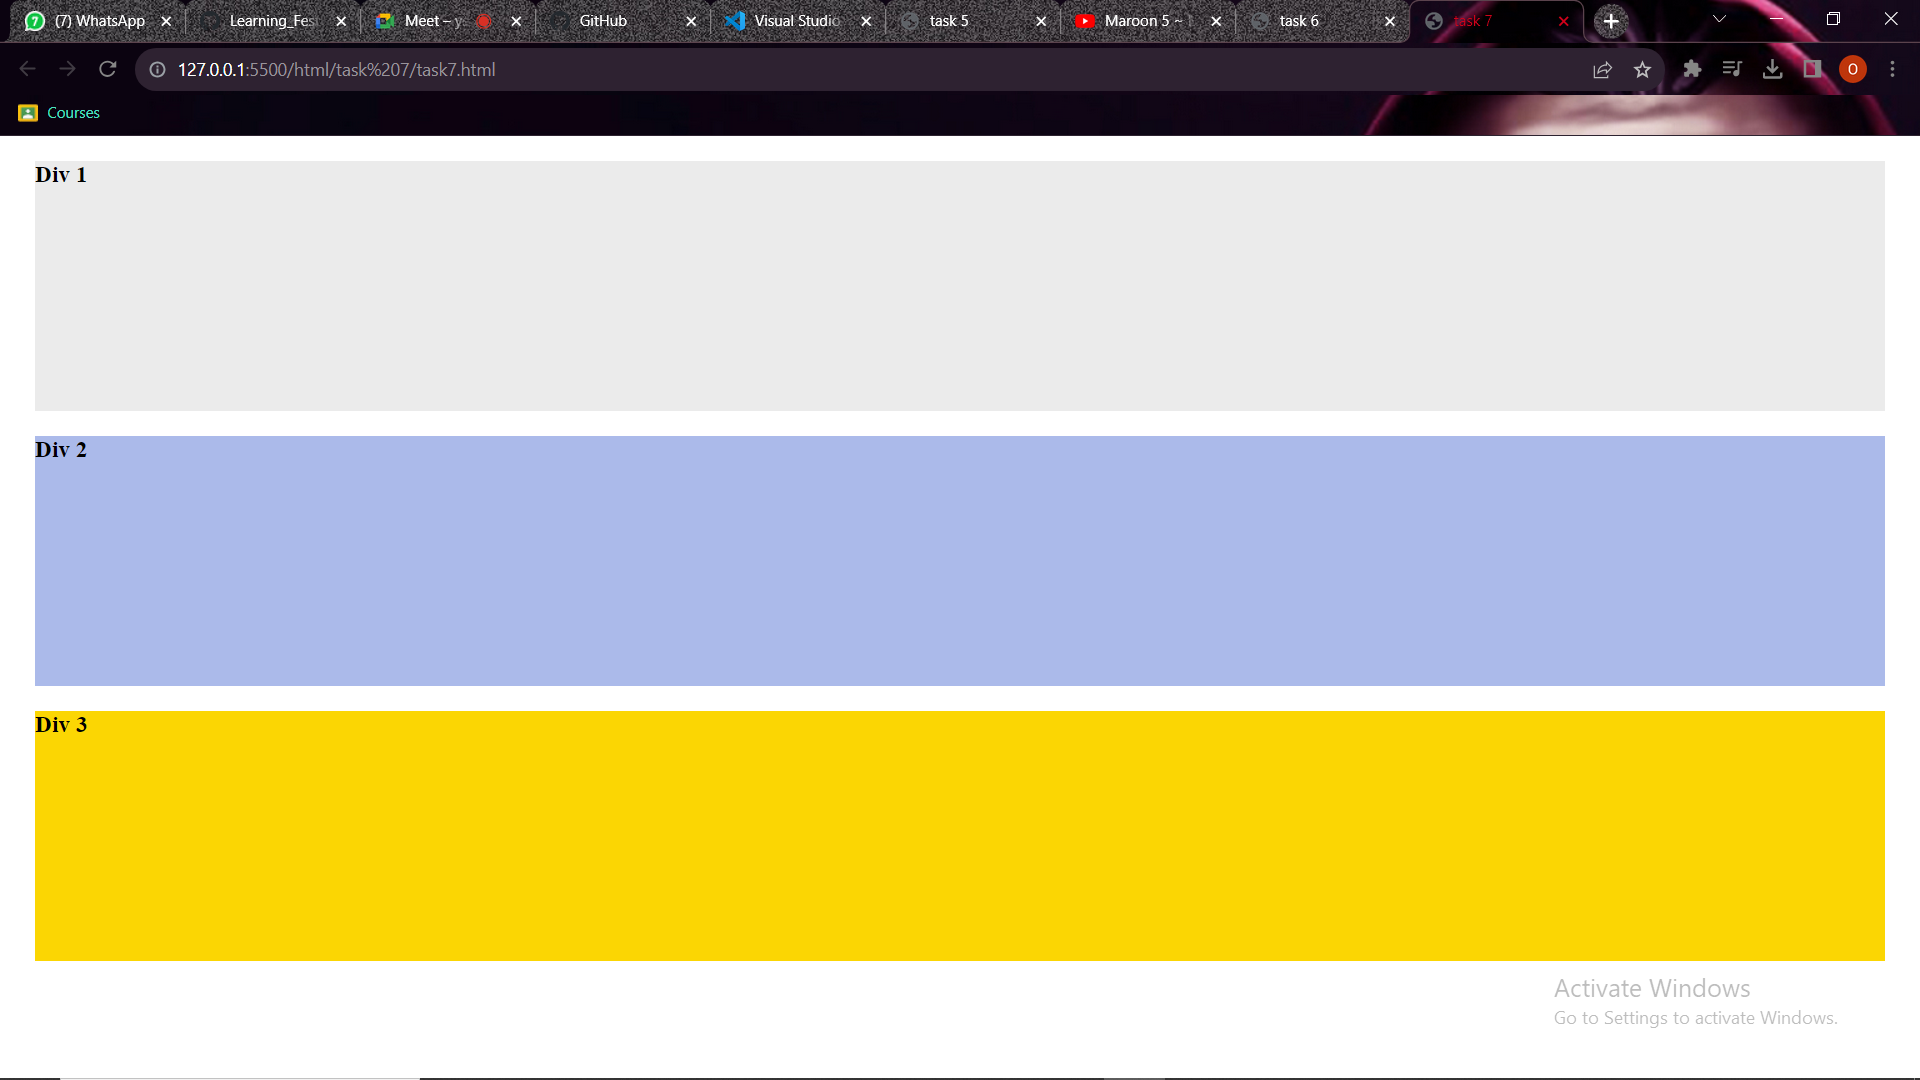 (7) WhatsApp
Learning_Fes
Meet – y
GitHub
Visual Studio
task 5
Maroon 5 ~
task 6
task 7
127.0.0.1:5500/html/task%207/task7.html
O
Courses
Div 1
Div 2
Div 3
Activate Windows
Go to Settings to activate Windows.